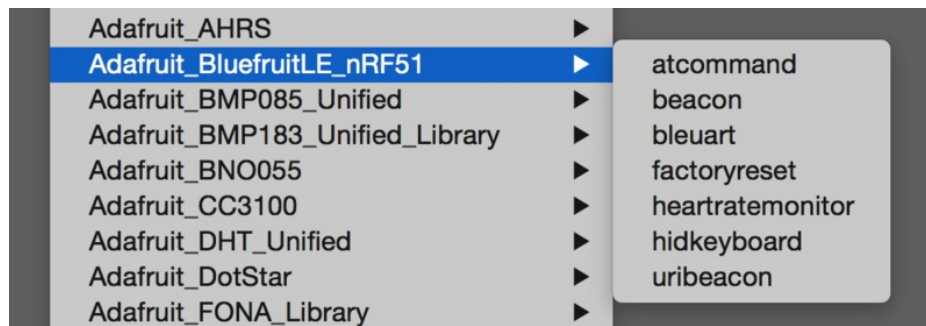 Adafruit_AHRS
Adafruit_BluefruitLE_nRF51
Adafruit_BMP085_Unified
Adafruit_BMP183_Unified_Library
Adafruit_BNO055
Adafruit_CC3100
Adafruit_DHT_Unified
Adafruit_DotStar
Adafruit_FONA_Library
atcommand
beacon
bleuart
factoryreset
heartratemonitor
hidkeyboard
uribeacon